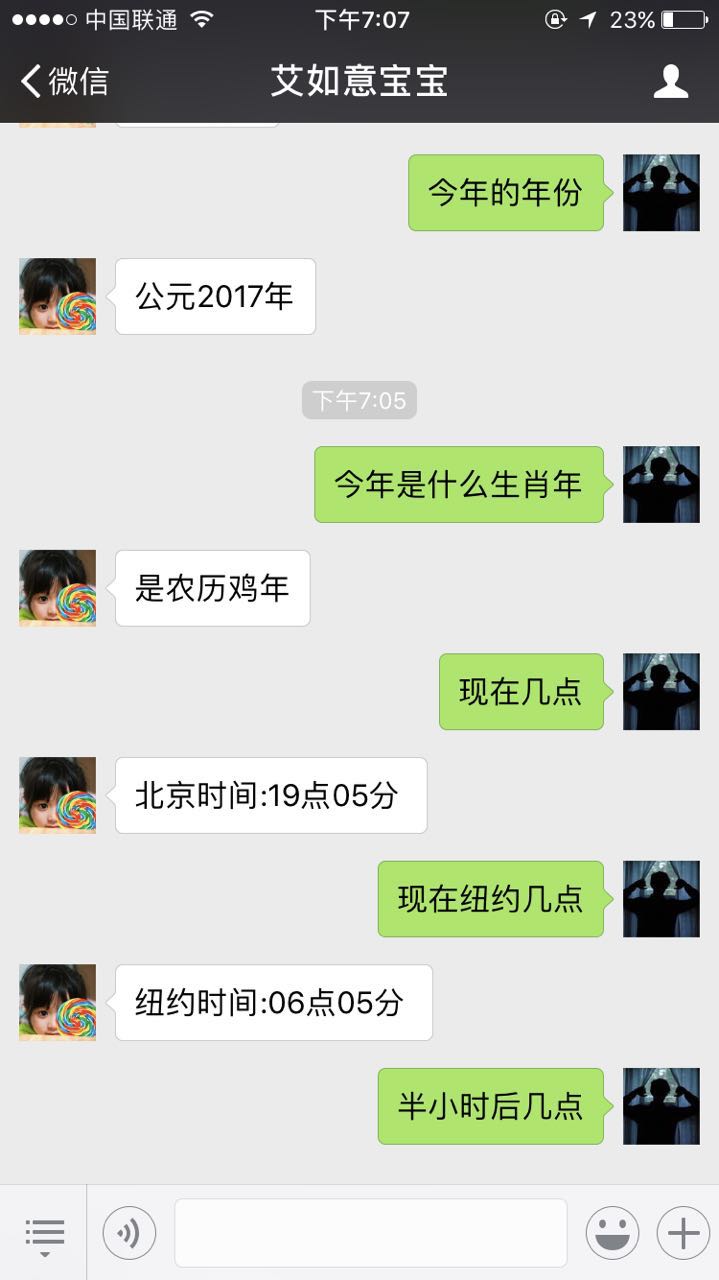 中国联通 下午7:07 23%
微信 艾如意宝宝
今年的年份
公元2017年
下午7:05
今年是什么生肖年
是农历鸡年
现在几点
北京时间:19点05分
现在纽约几点
纽约时间:06点05分
半小时后几点